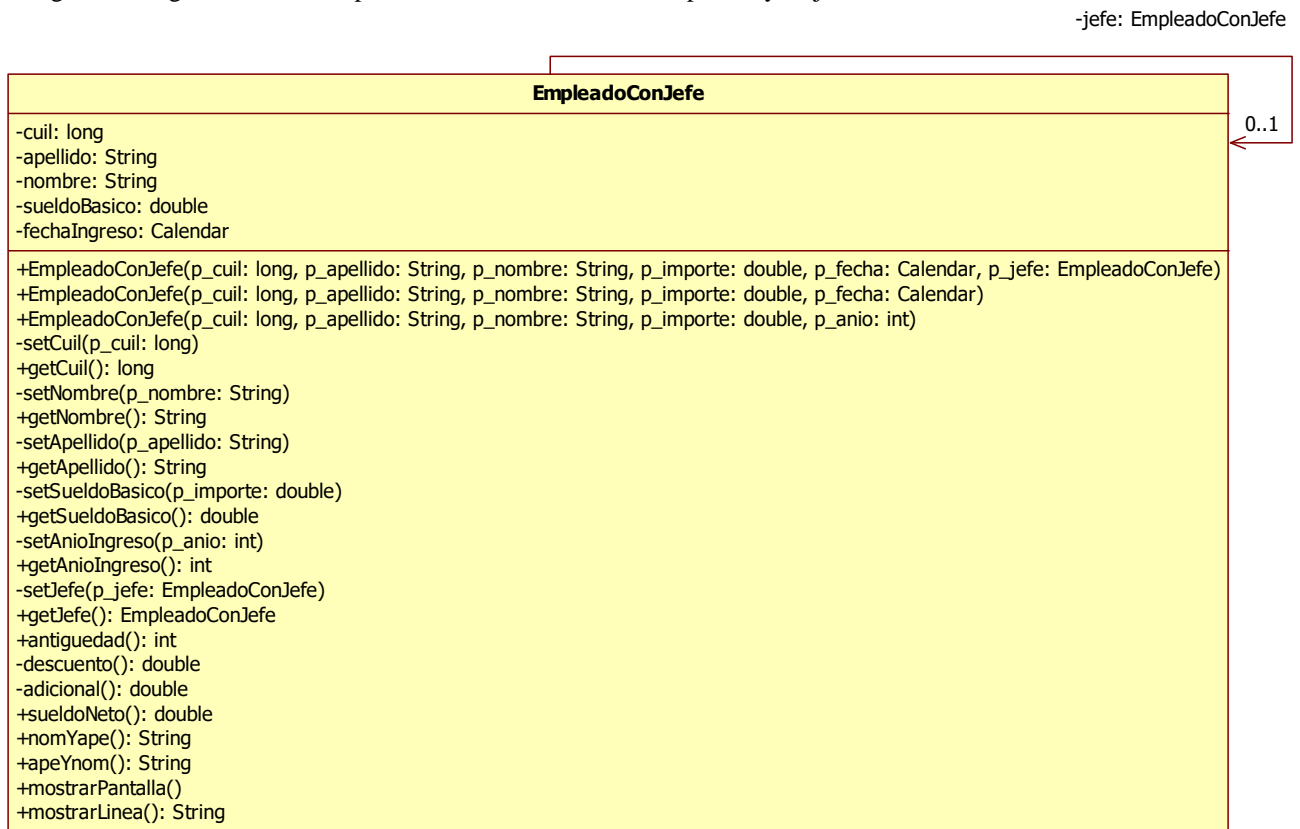 -jefe: EmpleadoConJefe
EmpleadoConJefe
0..1
-cuil: long
-apellido: String
-nombre: String
-sueldoBasico: double
-fechaIngreso: Calendar
+EmpleadoConJefe(p_cuil: long, p_apellido: String, p_nombre: String, p_importe: double, p_fecha: Calendar, p_jefe: EmpleadoConJefe)
+EmpleadoConJefe(p_cuil: long, p_apellido: String, p_nombre: String, p_importe: double, p_fecha: Calendar)
+EmpleadoConJefe(p_cuil: long, p_apellido: String, p_nombre: String, p_importe: double, p_anio: int)
-setCuil(p_cuil: long)
+getCuil(): long
-setNombre(p_nombre: String)
+getNombre(): String
-setApellido(p_apellido: String)
+getApellido(): String
-setSueldoBasico(p_importe: double)
+getSueldoBasico(): double
-setAnioIngreso(p_anio: int)
+getAnioIngreso(): int
-setJefe(p_jefe: EmpleadoConJefe)
+getJefe(): EmpleadoConJefe
+antiguedad(): int
-descuento(): double
-adicional(): double
+sueldoNeto(): double
+nomYape(): String
+apeYnom(): String
+mostrarPantalla()
+mostrarLinea(): String